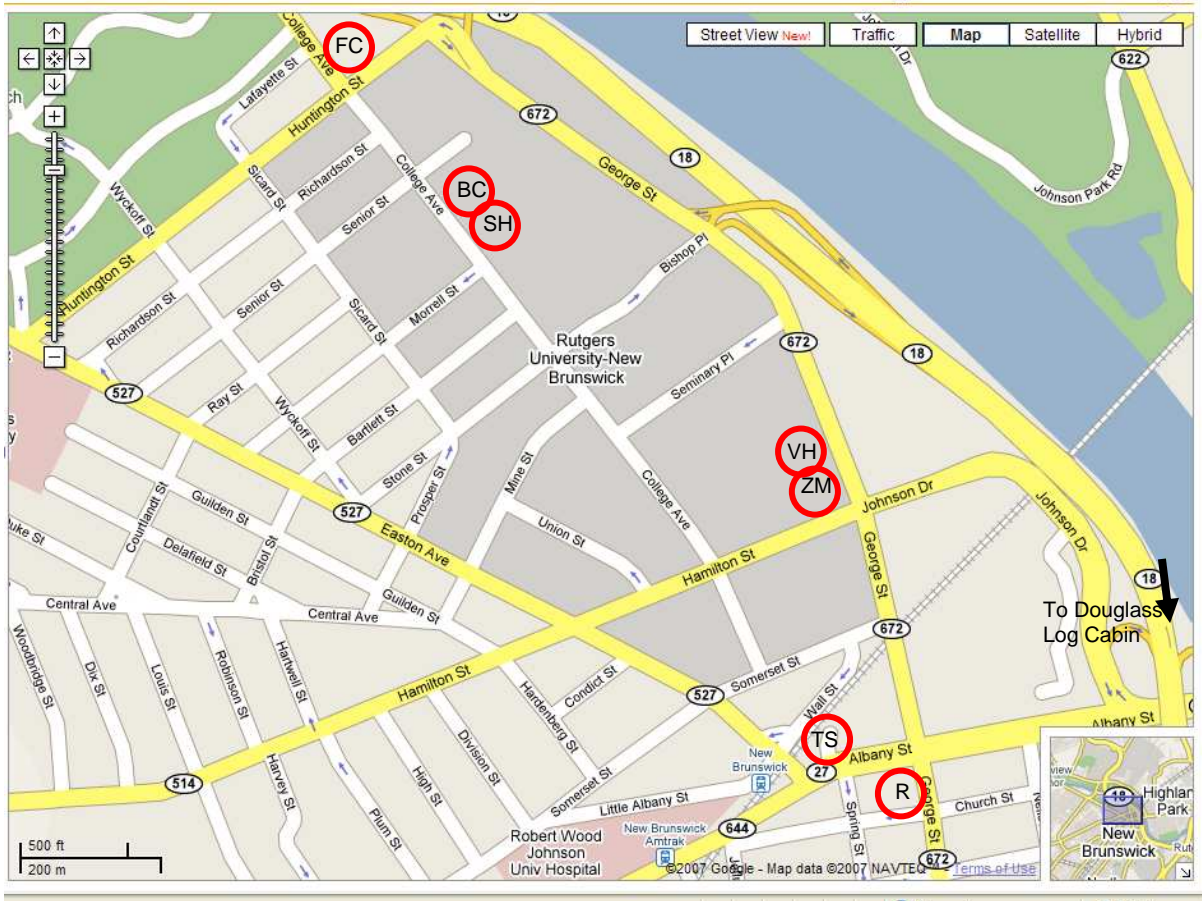 Street View New!
Traffic
Map
Satellite
Hybrid
FC
BC
SH
VH
ZM
TS
R
College Ave
Lafayette St
Huntington St
18
622
672
George St
18
Johnson Park Rd
Wyckoff St
Sicard St
Richardson St
College Ave
Senior St
Bishop Pl
Huntington St
Senior St
Richardson St
Morrell St
Sicard St
Rutgers
University-New
Brunswick
672
18
Seminary Pl
527
Ray St
Wyckoff St
Bartlett St
Stone St
Prosper St
Mine St
College Ave
Johnson Dr
Johnson Dr
Courtlandt St
Guilden St
527
Easton Ave
Union St
Duke St
Delafield St
Bristol St
Hamilton St
George St
18
To Douglass
Log Cabin
Central Ave
Central Ave
Guilden St
672
Woodbridge St
Dix St
Louis St
Robinson St
Hartwell St
Hamilton St
Hardenberg St
Condict St
527
Somerset St
Wall St
Albany St
Albany St
New
Brunswick
27
514
Harvey St
Plum St
High St
Division St
Somerset St
Little Albany St
Spring St
George St
Church St
644
New Brunswick
Amtrak
Robert Wood
Johnson
Univ Hospital
672
18
Highlan
Park
New
Brunswick
500 ft
200 m
©2007 Google - Map data ©2007 NAVTEQ
Terms of Use